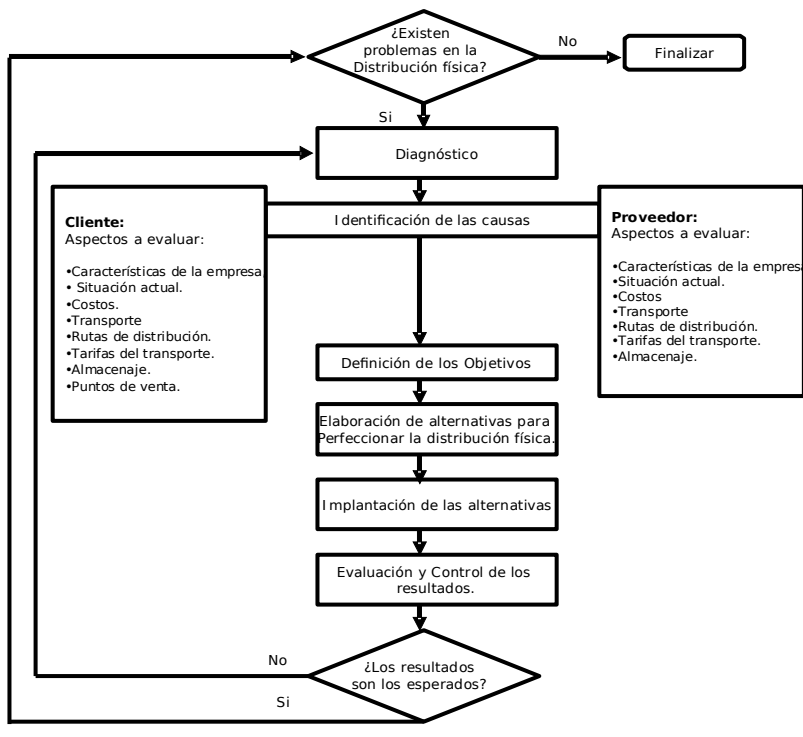 ¿Existen
problemas en la
Distribución física?
No
Finalizar
Si
Diagnóstico
Identificación de las causas
Cliente:
Aspectos a evaluar:
•Características de la empresa.
• Situación actual.
•Costos.
•Transporte
•Rutas de distribución.
•Tarifas del transporte.
•Almacenaje.
•Puntos de venta.
Proveedor:
Aspectos a evaluar:
•Características de la empresa
•Situación actual.
•Costos
•Transporte
•Rutas de distribución.
•Tarifas del transporte.
•Almacenaje.
Definición de los Objetivos
Elaboración de alternativas para
Perfeccionar la distribución física.
Implantación de las alternativas
Evaluación y Control de los
resultados.
¿Los resultados
son los esperados?
No
Si